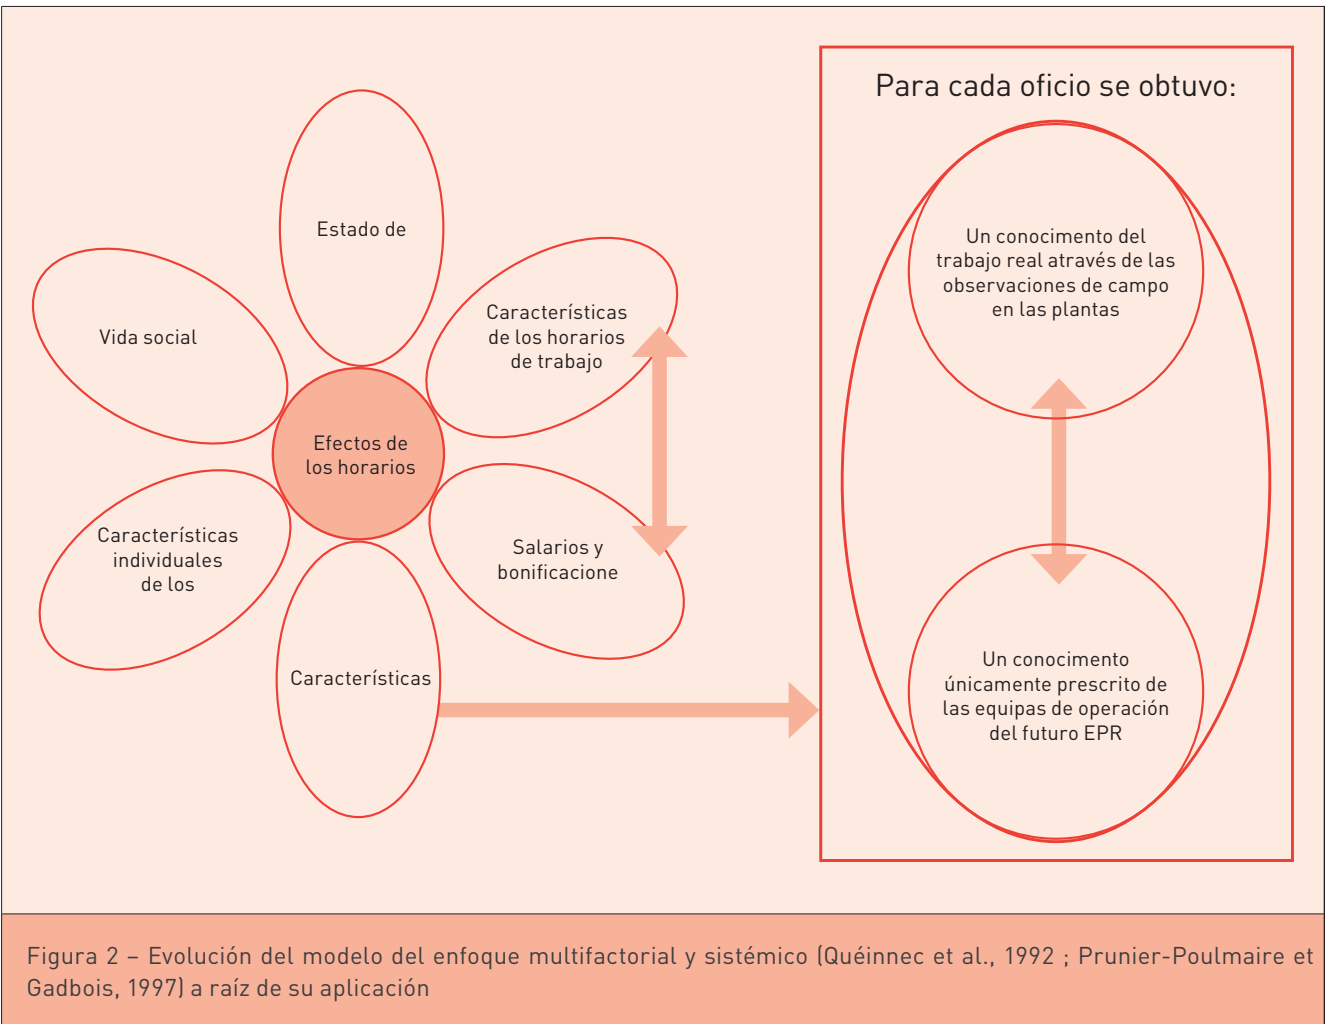 Para cada oficio se obtuvo:
Estado de
Vida social
Características
de los horarios
de trabajo
Efectos de
los horarios
Características
individuales
de los
Salarios y
bonificacione
Características
Un conocimento del
trabajo real através de las
observaciones de campo
en las plantas
Un conocimento
únicamente prescrito de
las equipas de operación
del futuro EPR
Figura 2 – Evolución del modelo del enfoque multifactorial y sistémico (Quéinnec et al., 1992 ; Prunier-Poulmaire et
Gadbois, 1997) a raíz de su aplicación